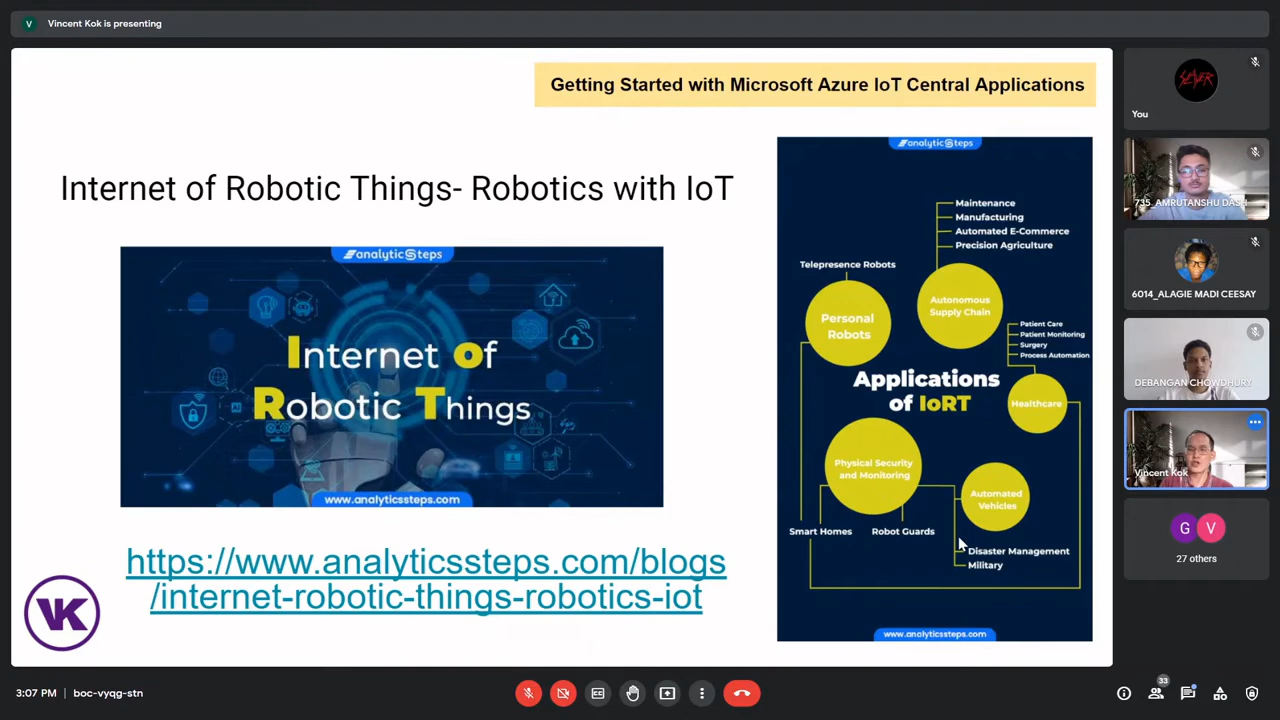 V
Vincent Kok is presenting
Getting Started with Microsoft Azure IoT Central Applications
Internet of Robotic Things- Robotics with IoT
analyticSteps
Internet of
Robotic Things
www.analyticssteps.com
https://www.analyticssteps.com/blogs
/internet-robotic-things-robotics-iot
VK
analyticSteps
Maintenance
Manufacturing
Automated E-Commerce
Precision Agriculture
Telepresence Robots
Personal
Robots
Autonomous
Supply Chain
Patient Care
Patient Monitoring
Surgery
Process Automation
Applications
of IoRT
Healthcare
Physical Security
and Monitoring
Automated
Vehicles
Smart Homes
Robot Guards
Disaster Management
Military
www.analyticssteps.com
SLAYER
You
735_AMRUTANSHU DASH
6014_ALAGIE MADI CEESAY
DEBANGAN CHOWDHURY
Vincent Kok
G
V
27 others
3:07 PM | boc-vyqg-stn
CC
33